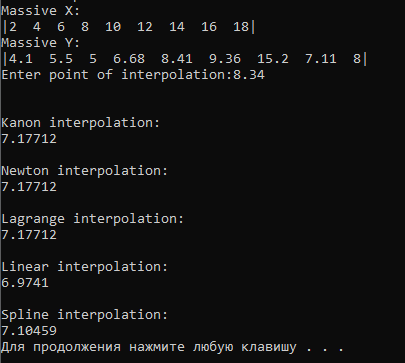 Massive X:
|2  4  6  8  10  12  14  16  18|
Massive Y:
|4.1  5.5  5  6.68  8.41  9.36  15.2  7.11  8|
Enter point of interpolation:8.34
Kanon interpolation:
7.17712
Newton interpolation:
7.17712
Lagrange interpolation:
7.17712
Linear interpolation:
6.9741
Spline interpolation:
7.10459
Для продолжения нажмите любую клавишу . . .